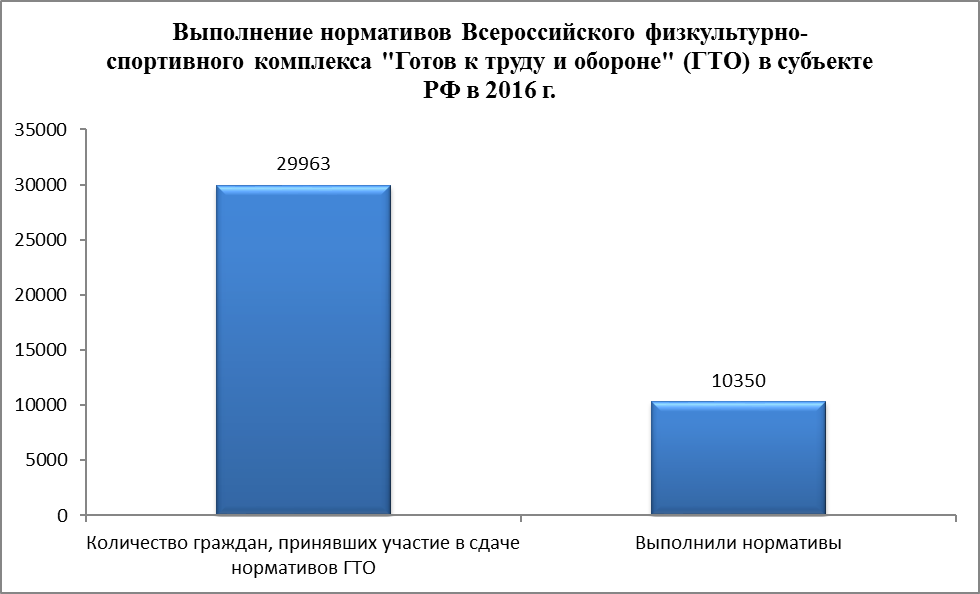 Выполнение нормативов Всероссийского физкультурно-
спортивного комплекса "Готов к труду и обороне" (ГТО) в субъекте
РФ в 2016 г.
35000
30000
25000
20000
15000
10000
5000
0
29963
10350
Количество граждан, принявших участие в сдаче
нормативов ГТО
Выполнили нормативы